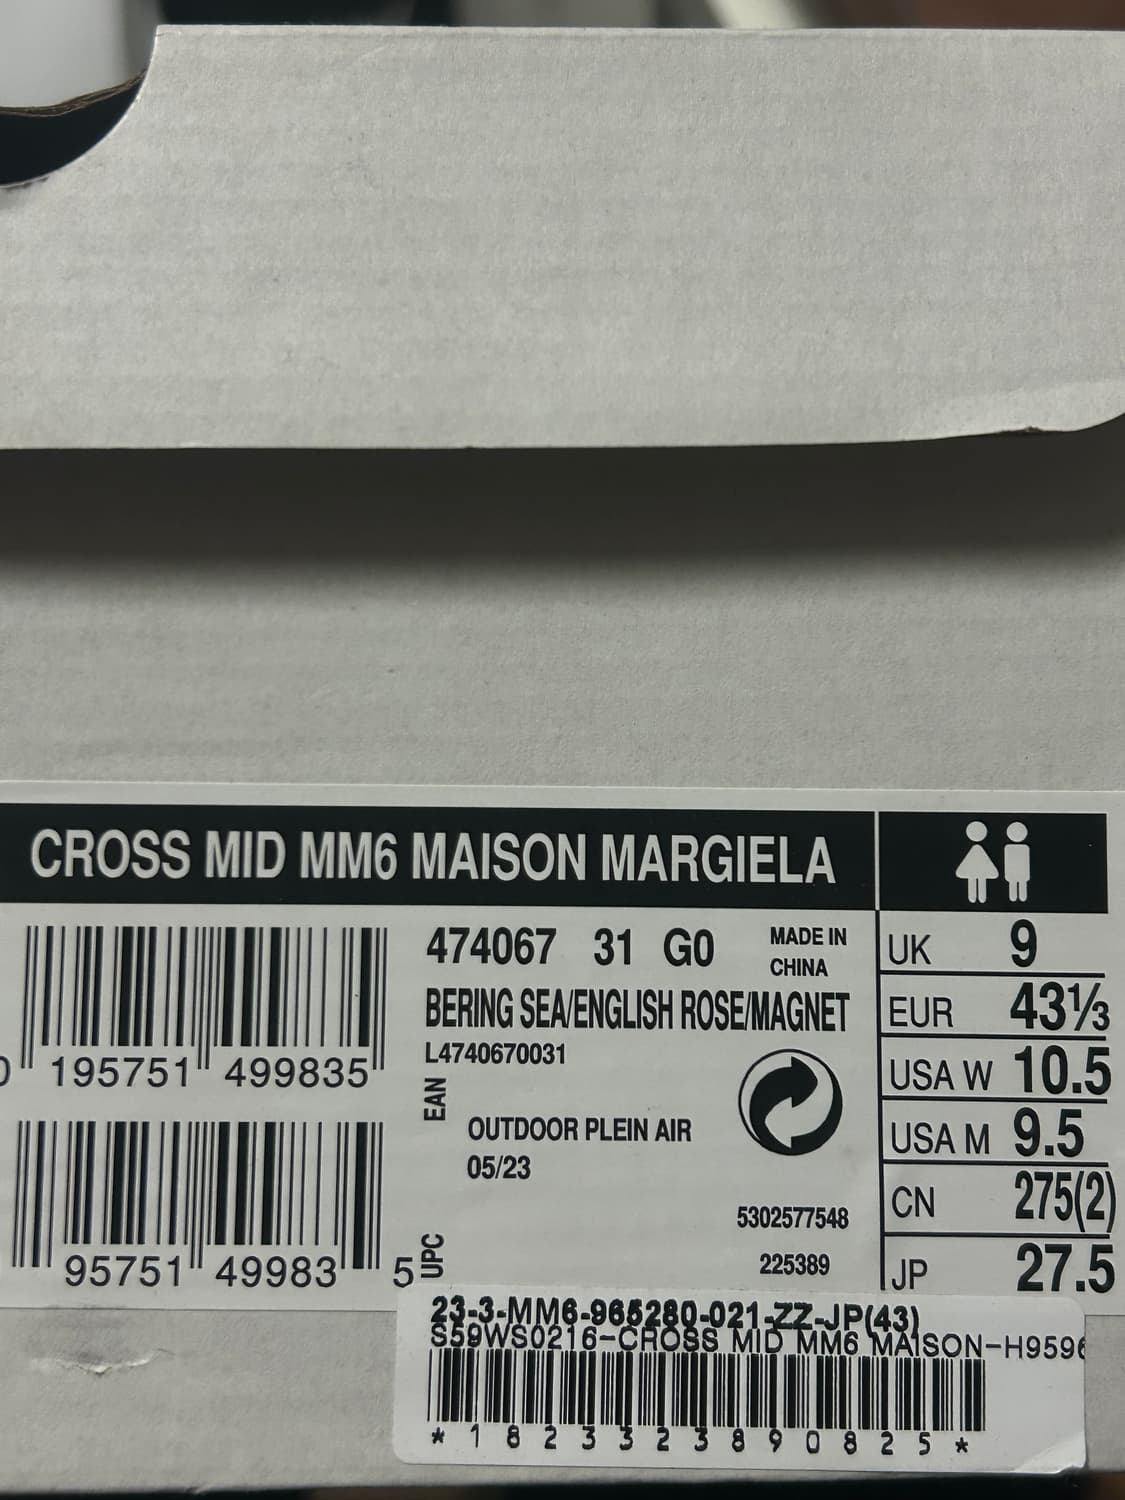 CROSS MID MM6 MAISON MARGIELA
0 195751 499835
95751 49983 5
EAN
UPC
474067 31 G0
MADE IN
CHINA
BERING SEA/ENGLISH ROSE/MAGNET
L4740670031
OUTDOOR PLEIN AIR
05/23
5302577548
225389
UK 9
EUR 43⅓
USA W 10.5
USA M 9.5
CN 275(2)
JP 27.5
23-3-MM6-965280-021-ZZ-JP(43)
S59WS0216-CROSS MID MM6 MAISON-H9596
*1823323890825*